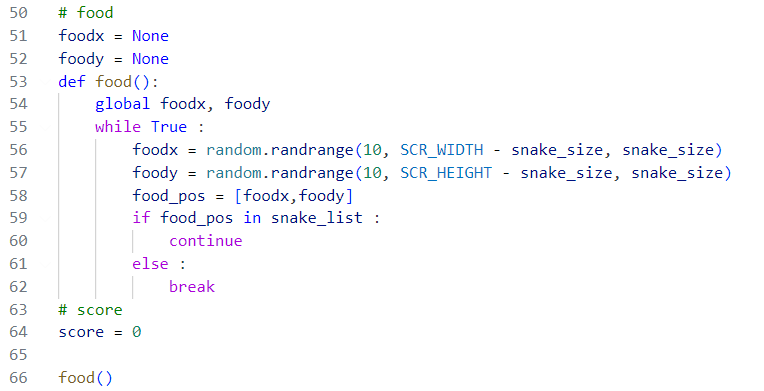 50 # food
51 foodx = None
52 foody = None
53 def food():
54     global foodx, foody
55     while True :
56         foodx = random.randrange(10, SCR_WIDTH - snake_size, snake_size)
57         foody = random.randrange(10, SCR_HEIGHT - snake_size, snake_size)
58         food_pos = [foodx,foody]
59         if food_pos in snake_list :
60             continue
61         else :
62             break
63 # score
64 score = 0
65
66 food()